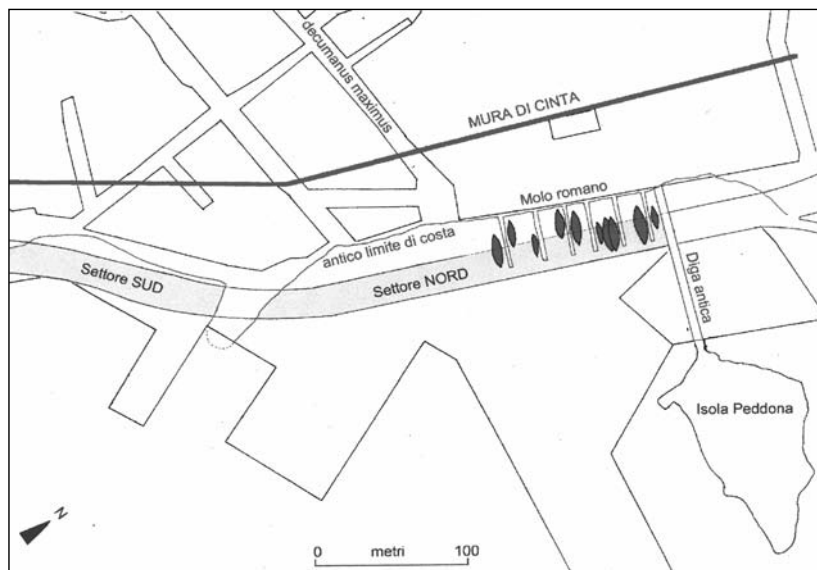 decumanus maximus
MURA DI CINTA
Molo romano
antico limite di costa
Settore SUD
Settore NORD
Diga antica
Isola Peddona
N
0 metri 100